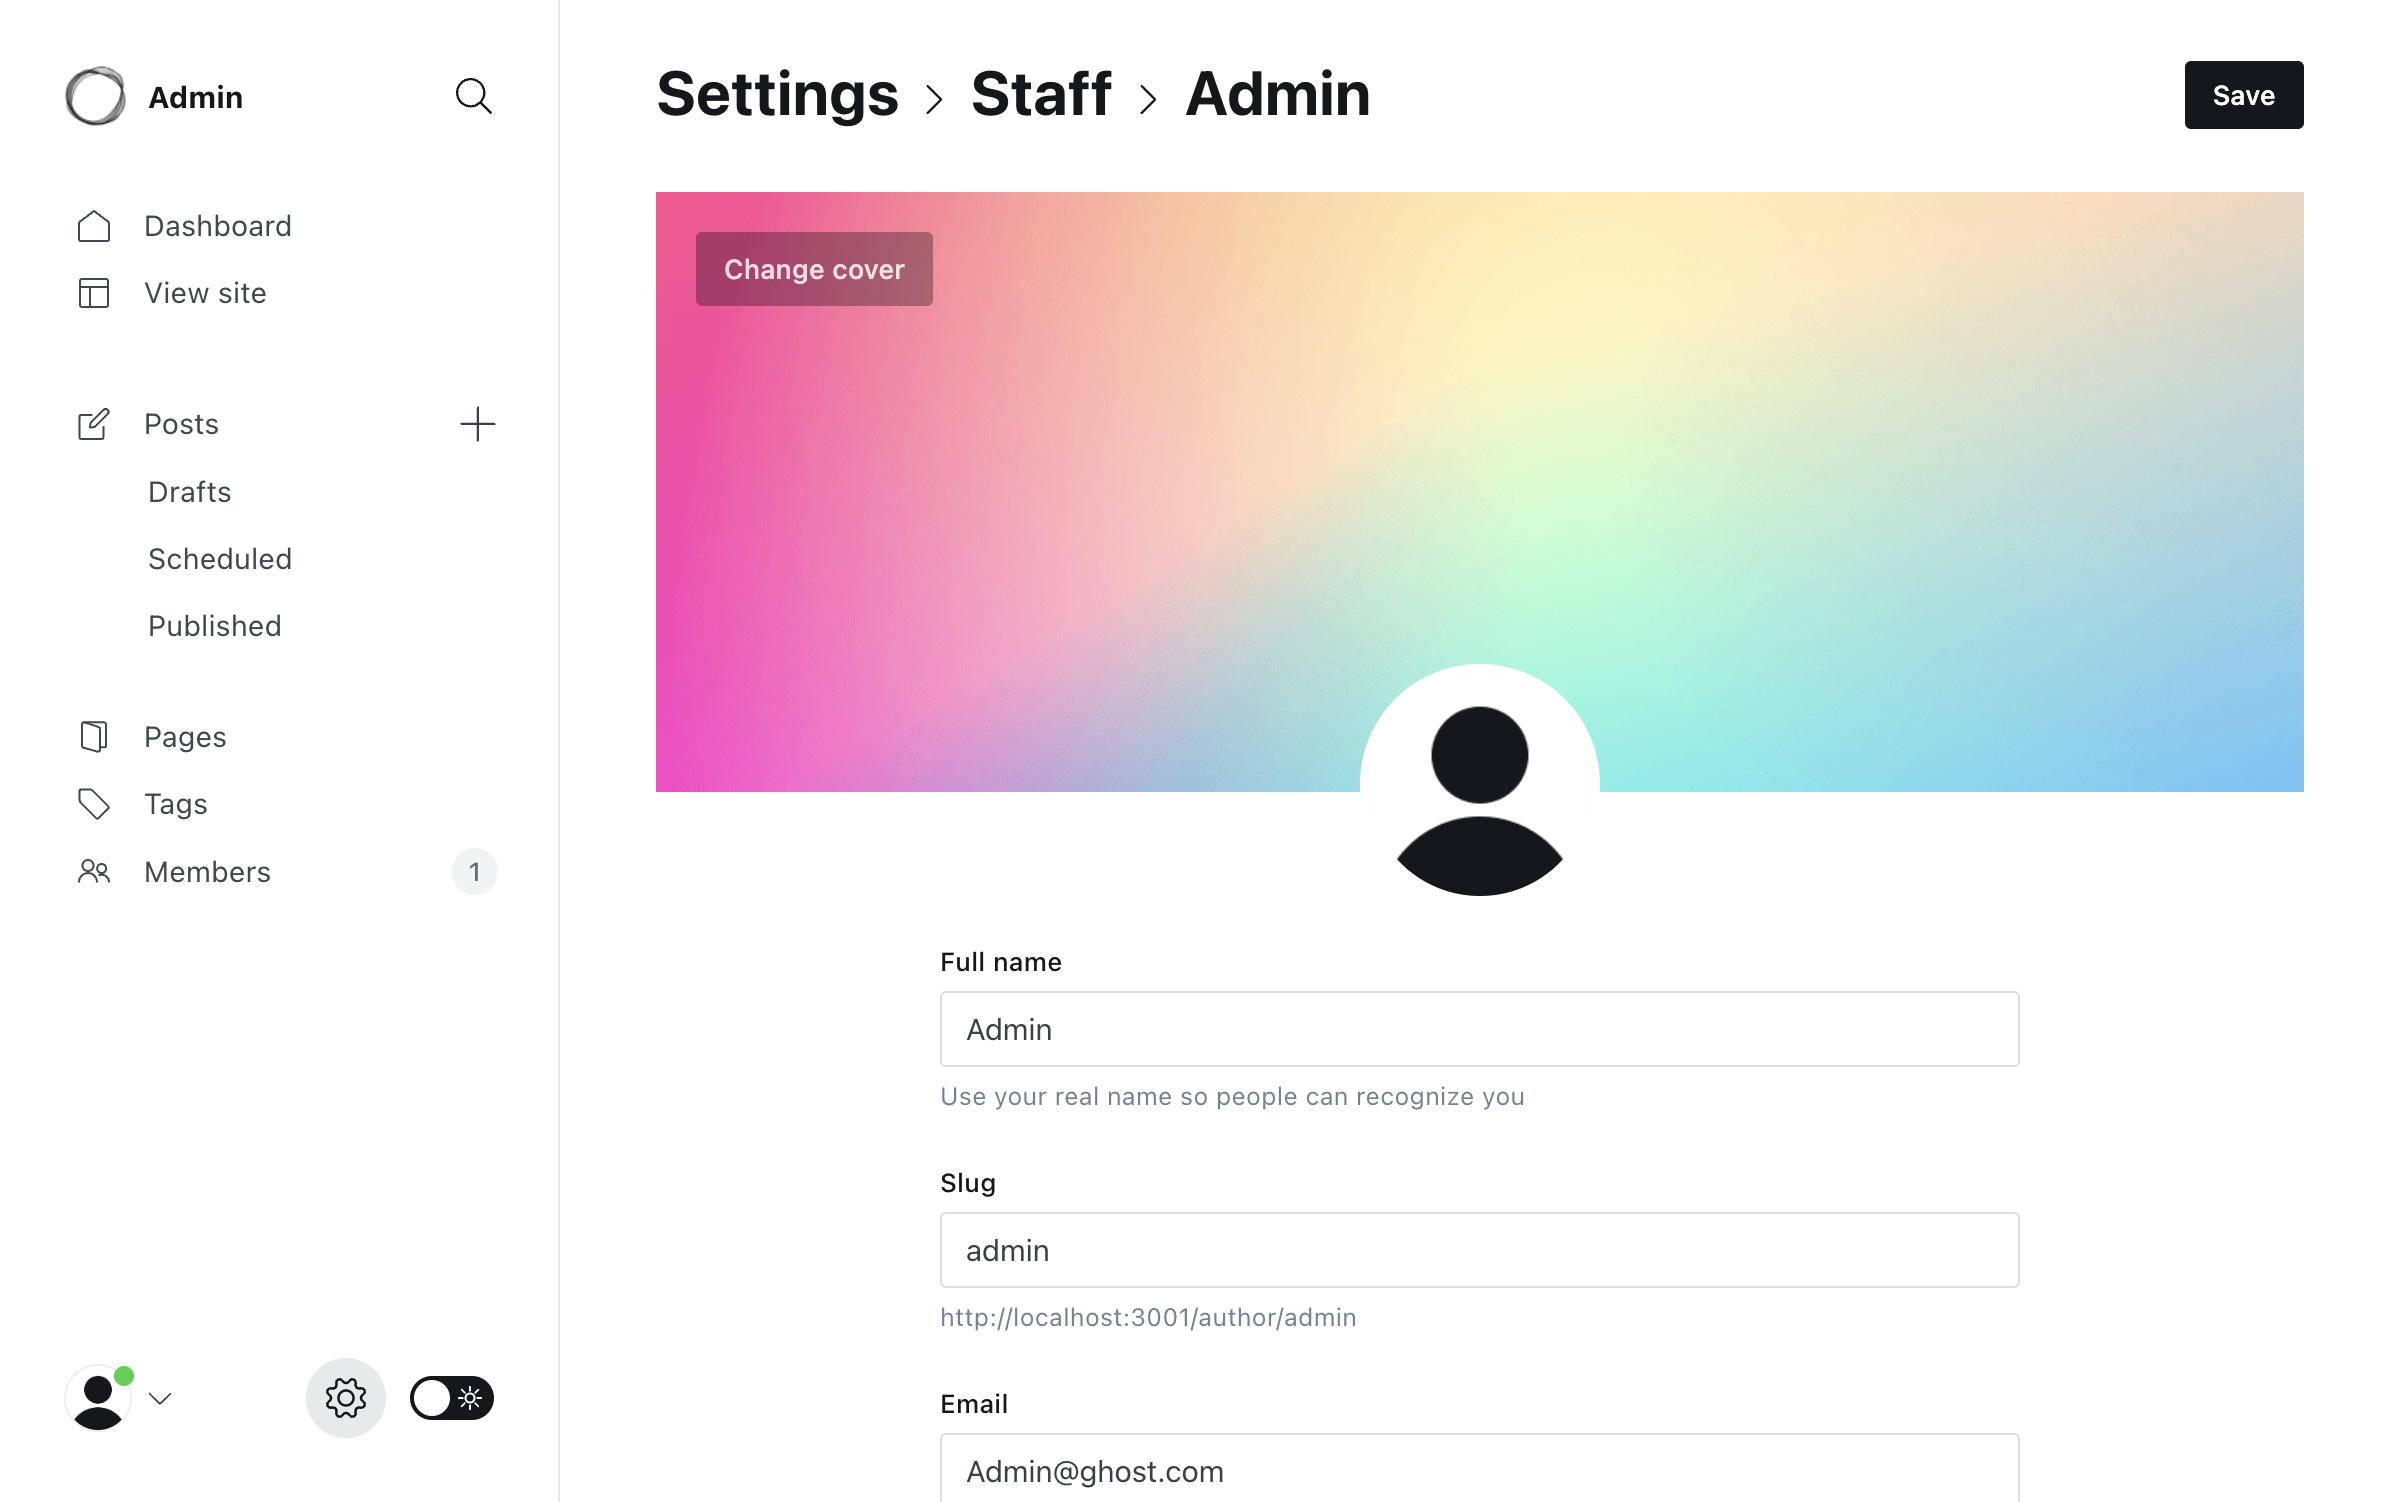 Admin
Settings
Staff
Admin
Save
Dashboard
View site
Posts
Drafts
Scheduled
Published
Pages
Tags
Members
1
Change cover
Full name
Admin
Use your real name so people can recognize you
Slug
admin
http://localhost:3001/author/admin
Email
Admin@ghost.com